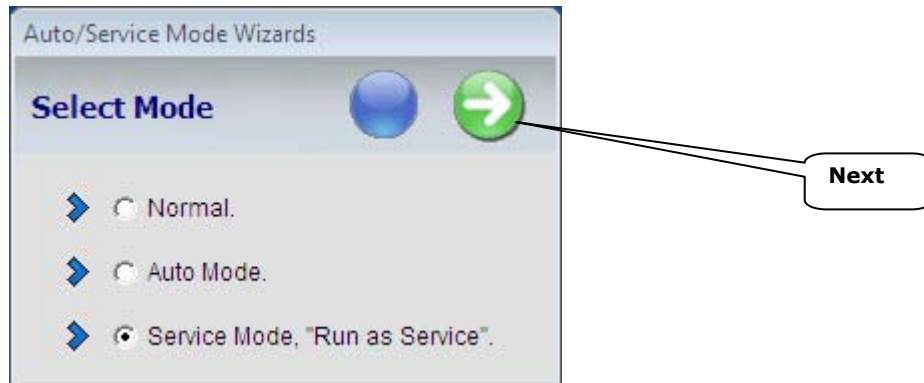 Auto/Service Mode Wizards
Select Mode
Next
Normal.
Auto Mode.
Service Mode, "Run as Service".